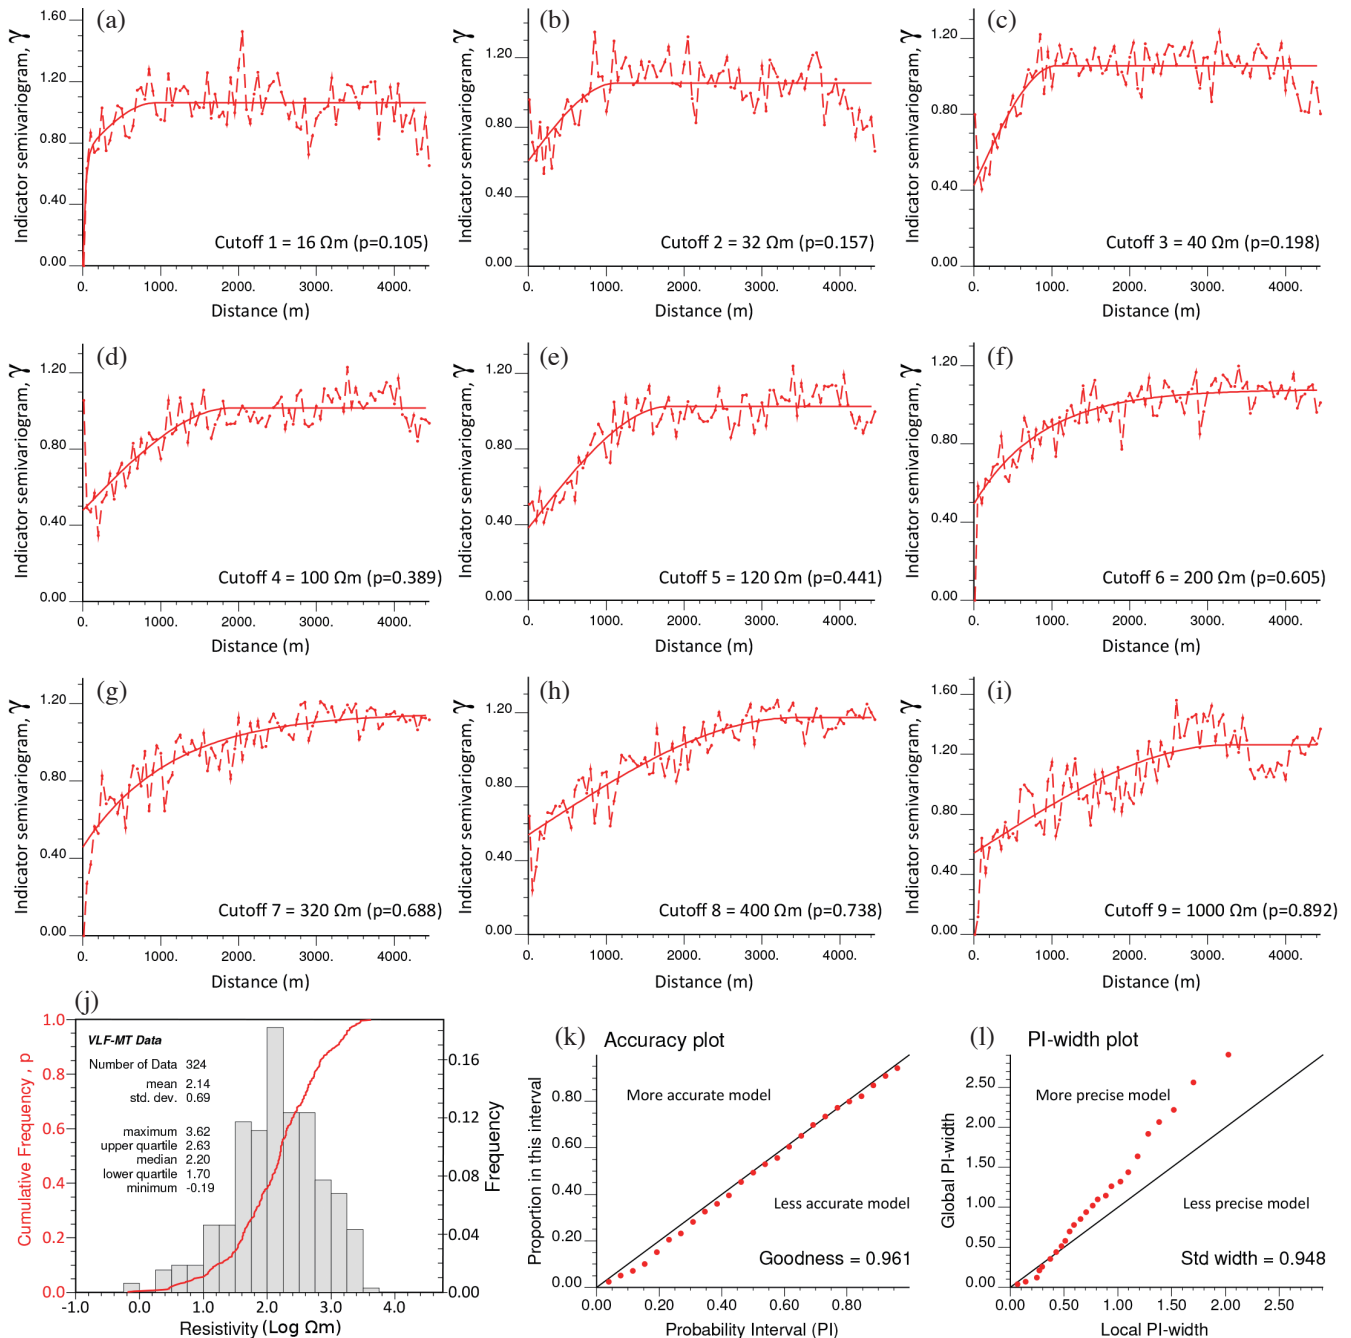 (a)
1.60
1.20
0.80
0.40
0.00
Indicator semivariogram, γ
Cutoff 1 = 16 Ωm (p=0.105)
0. 1000. 2000. 3000. 4000.
Distance (m)
(b)
1.20
0.80
0.40
0.00
Indicator semivariogram, γ
Cutoff 2 = 32 Ωm (p=0.157)
0. 1000. 2000. 3000. 4000.
Distance (m)
(c)
1.20
0.80
0.40
0.00
Indicator semivariogram, γ
Cutoff 3 = 40 Ωm (p=0.198)
0. 1000. 2000. 3000. 4000.
Distance (m)
(d)
1.20
0.80
0.40
0.00
Indicator semivariogram, γ
Cutoff 4 = 100 Ωm (p=0.389)
0. 1000. 2000. 3000. 4000.
Distance (m)
(e)
1.20
0.80
0.40
0.00
Indicator semivariogram, γ
Cutoff 5 = 120 Ωm (p=0.441)
0. 1000. 2000. 3000. 4000.
Distance (m)
(f)
1.20
0.80
0.40
0.00
Indicator semivariogram, γ
Cutoff 6 = 200 Ωm (p=0.605)
0. 1000. 2000. 3000. 4000.
Distance (m)
(g)
1.20
0.80
0.40
0.00
Indicator semivariogram, γ
Cutoff 7 = 320 Ωm (p=0.688)
0. 1000. 2000. 3000. 4000.
Distance (m)
(h)
1.20
0.80
0.40
0.00
Indicator semivariogram, γ
Cutoff 8 = 400 Ωm (p=0.738)
0. 1000. 2000. 3000. 4000.
Distance (m)
(i)
1.60
1.20
0.80
0.40
0.00
Indicator semivariogram, γ
Cutoff 9 = 1000 Ωm (p=0.892)
0. 1000. 2000. 3000. 4000.
Distance (m)
(j)
1.0
0.8
0.6
0.4
0.2
0.0
Cumulative Frequency , p
VLF-MT Data
Number of Data 324
mean 2.14
std. dev. 0.69
maximum 3.62
upper quartile 2.63
median 2.20
lower quartile 1.70
minimum -0.19
0.16
0.12
0.08
0.04
0.00
Frequency
-1.0 0.0 1.0 2.0 3.0 4.0
Resistivity (Log Ωm)
(k) Accuracy plot
0.80
0.60
0.40
0.20
0.00
Proportion in this interval
More accurate model
Less accurate model
Goodness = 0.961
0.00 0.20 0.40 0.60 0.80
Probability Interval (PI)
(l) PI-width plot
2.50
2.00
1.50
1.00
0.50
0.00
Global PI-width
More precise model
Less precise model
Std width = 0.948
0.00 0.50 1.00 1.50 2.00 2.50
Local PI-width